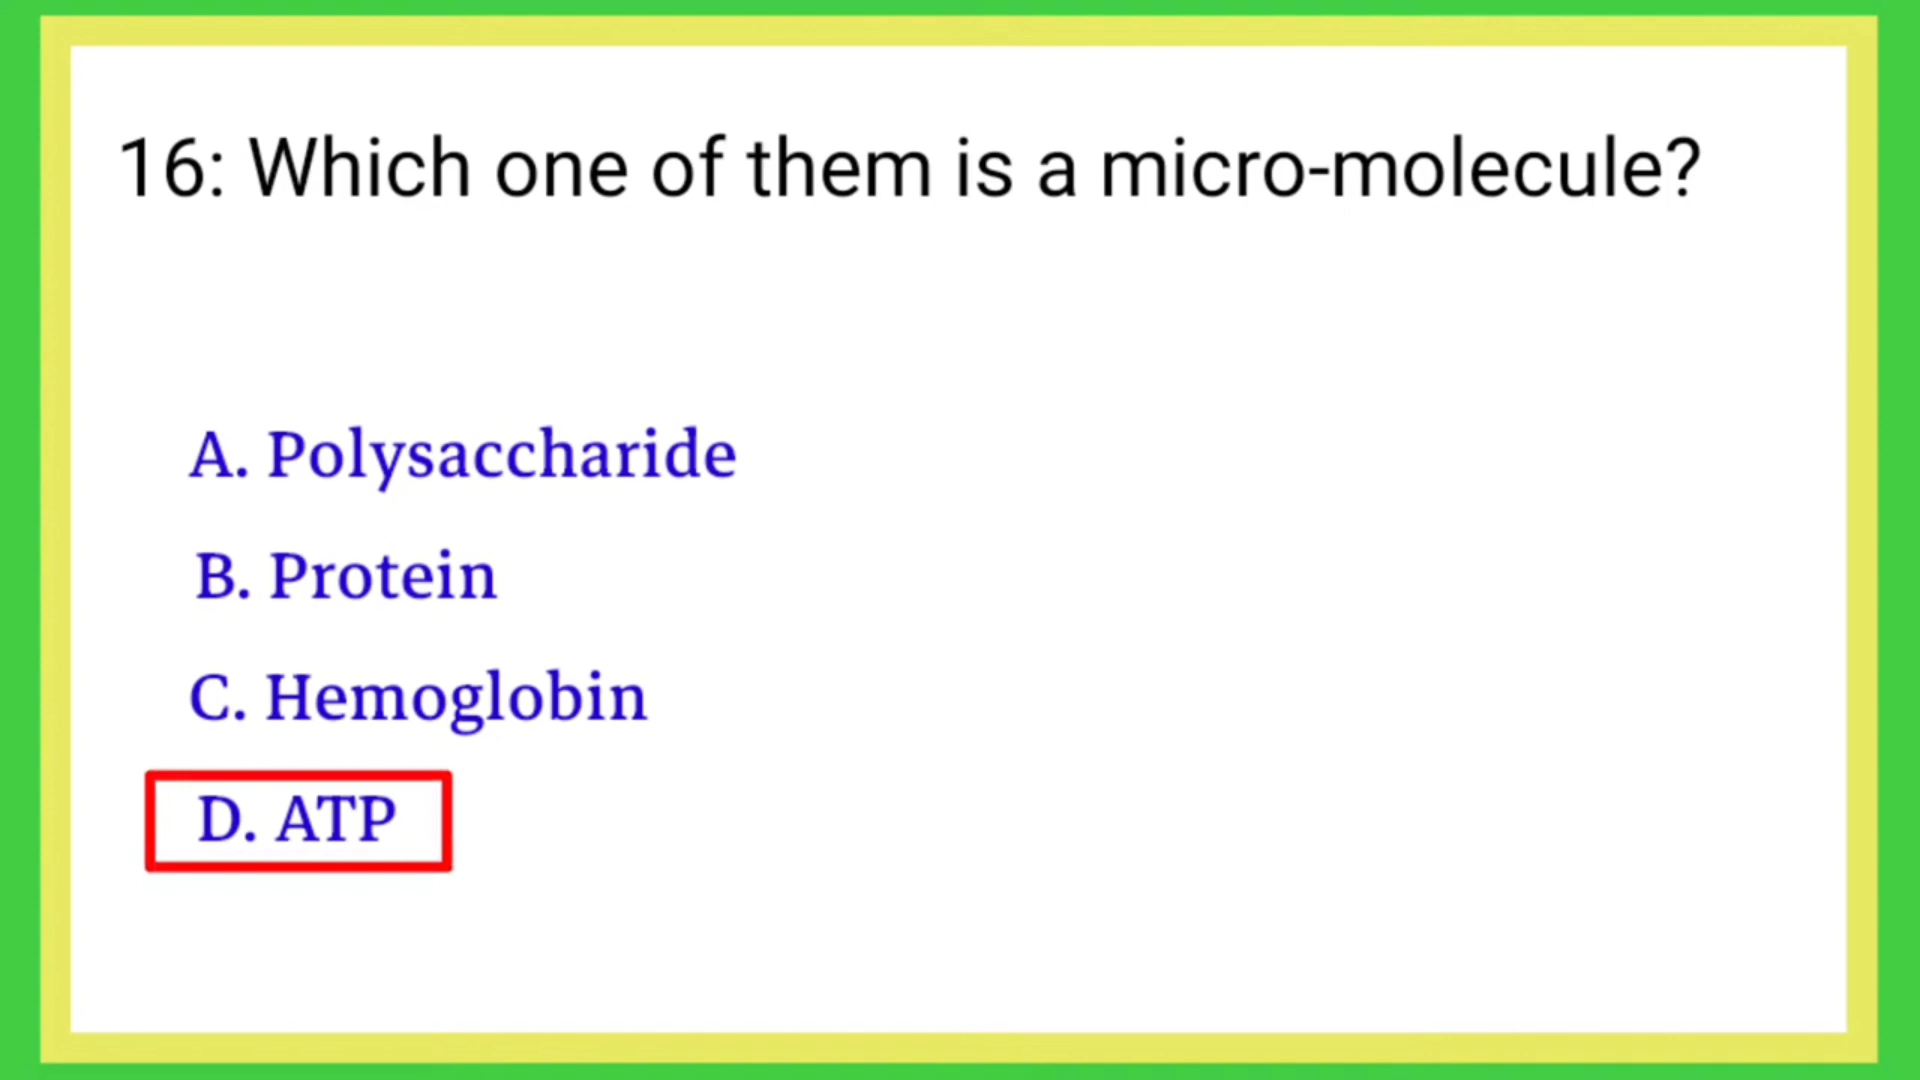 16: Which one of them is a micro-molecule?
A. Polysaccharide
B. Protein
C. Hemoglobin
D. ATP